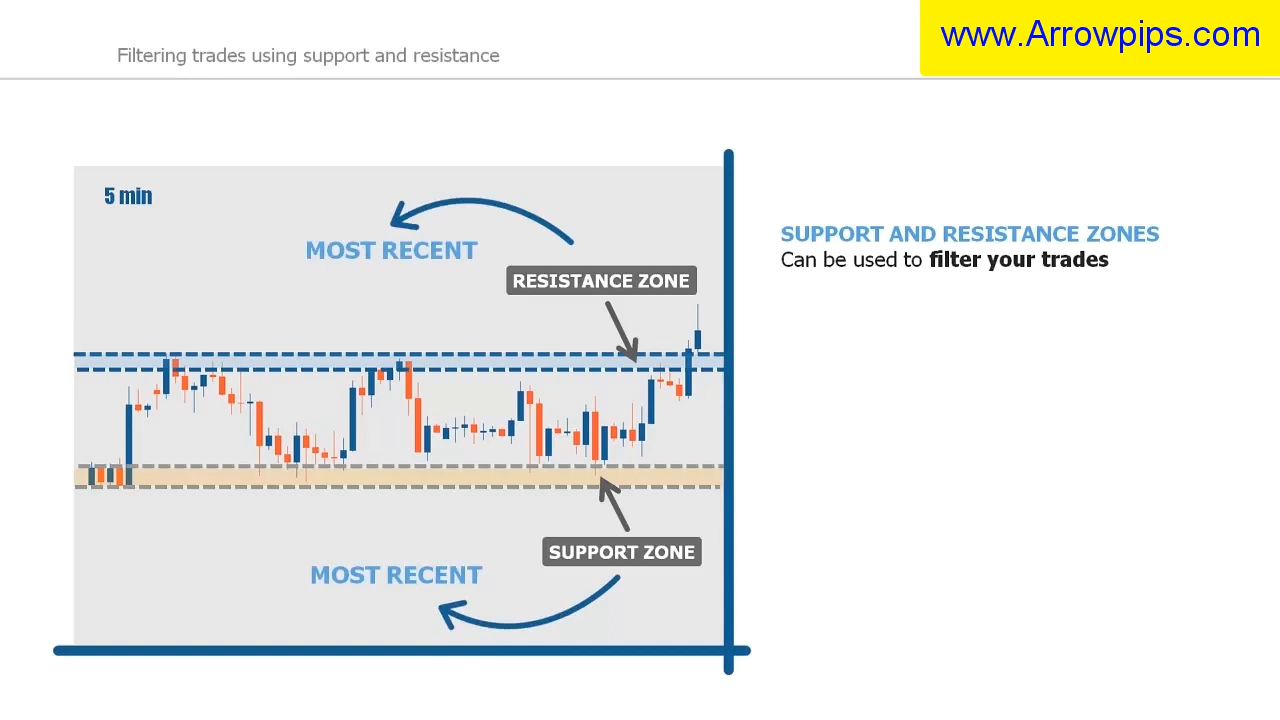 www.Arrowpips.com
Filtering trades using support and resistance
5 min
MOST RECENT
RESISTANCE ZONE
SUPPORT AND RESISTANCE ZONES
Can be used to filter your trades
SUPPORT ZONE
MOST RECENT